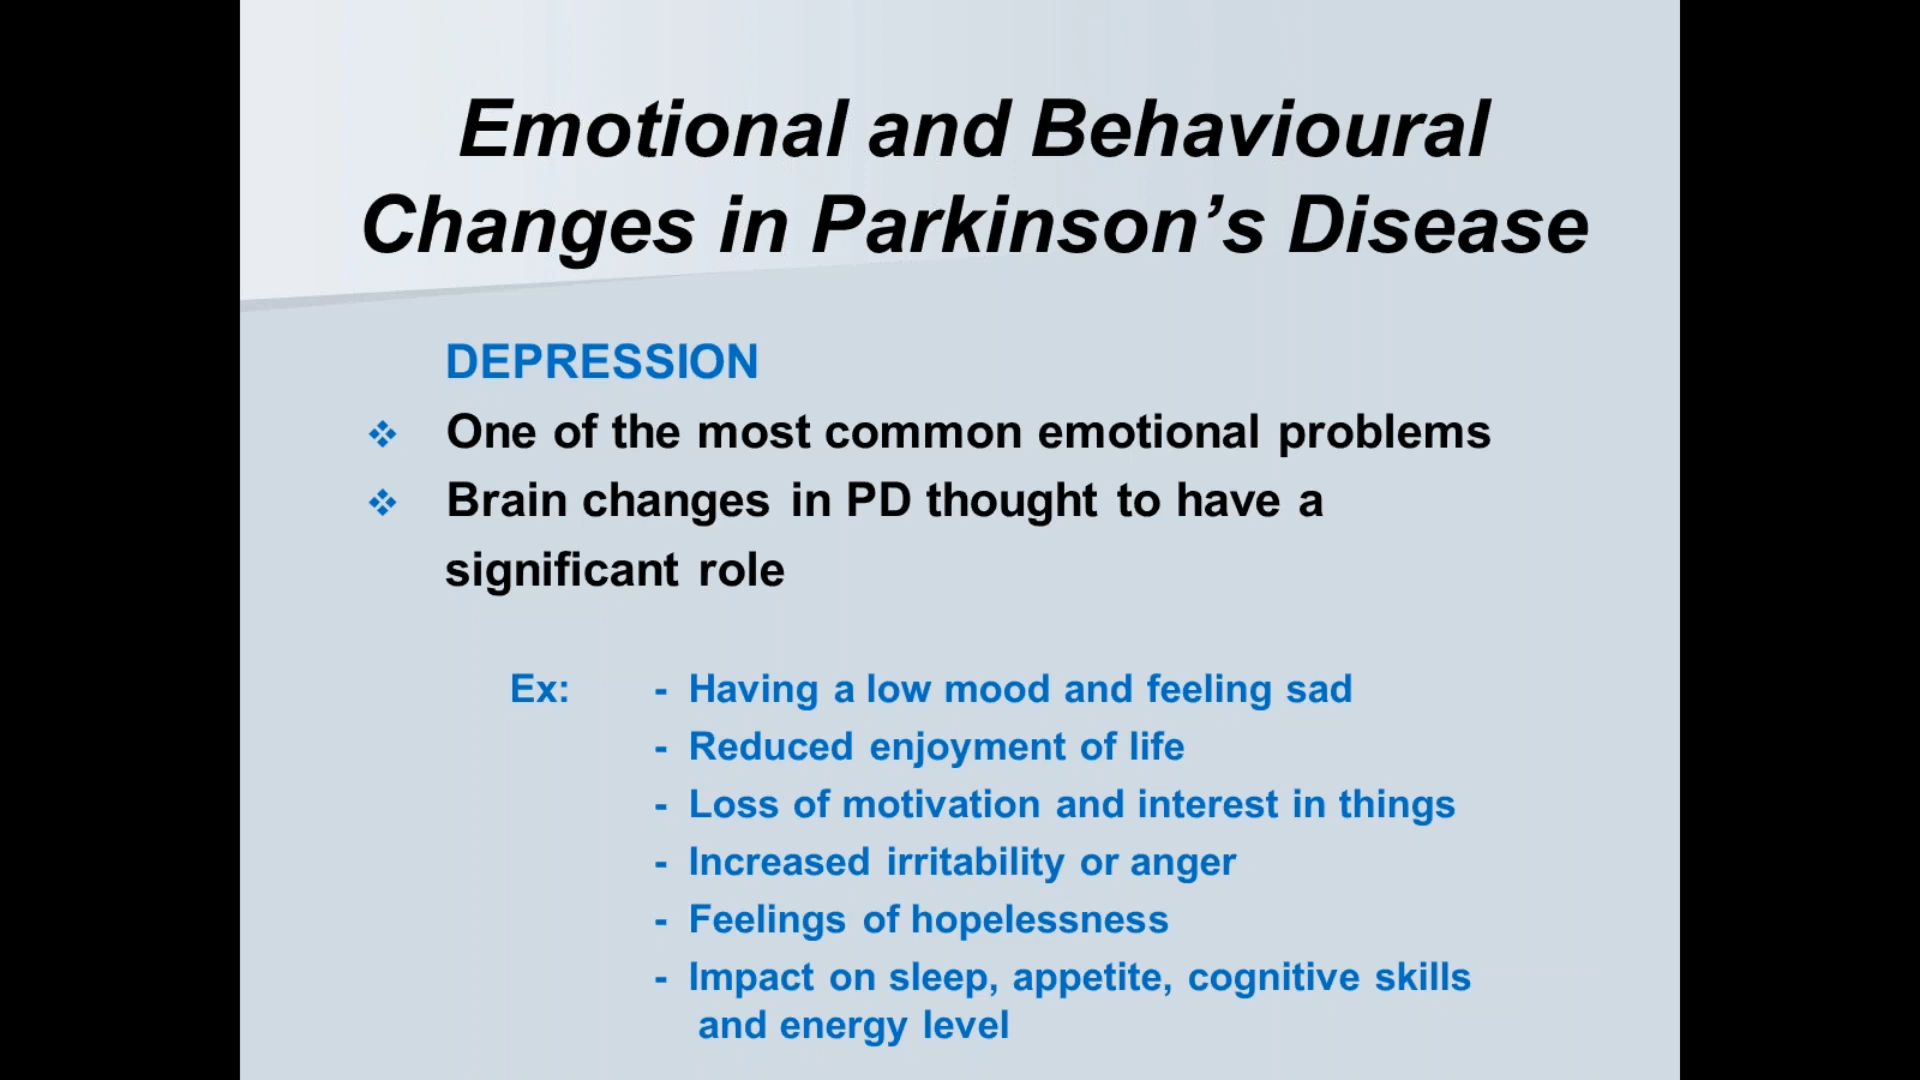 Emotional and Behavioural
Changes in Parkinson’s Disease
DEPRESSION
❖ One of the most common emotional problems
❖ Brain changes in PD thought to have a
significant role
Ex: - Having a low mood and feeling sad
- Reduced enjoyment of life
- Loss of motivation and interest in things
- Increased irritability or anger
- Feelings of hopelessness
- Impact on sleep, appetite, cognitive skills
and energy level